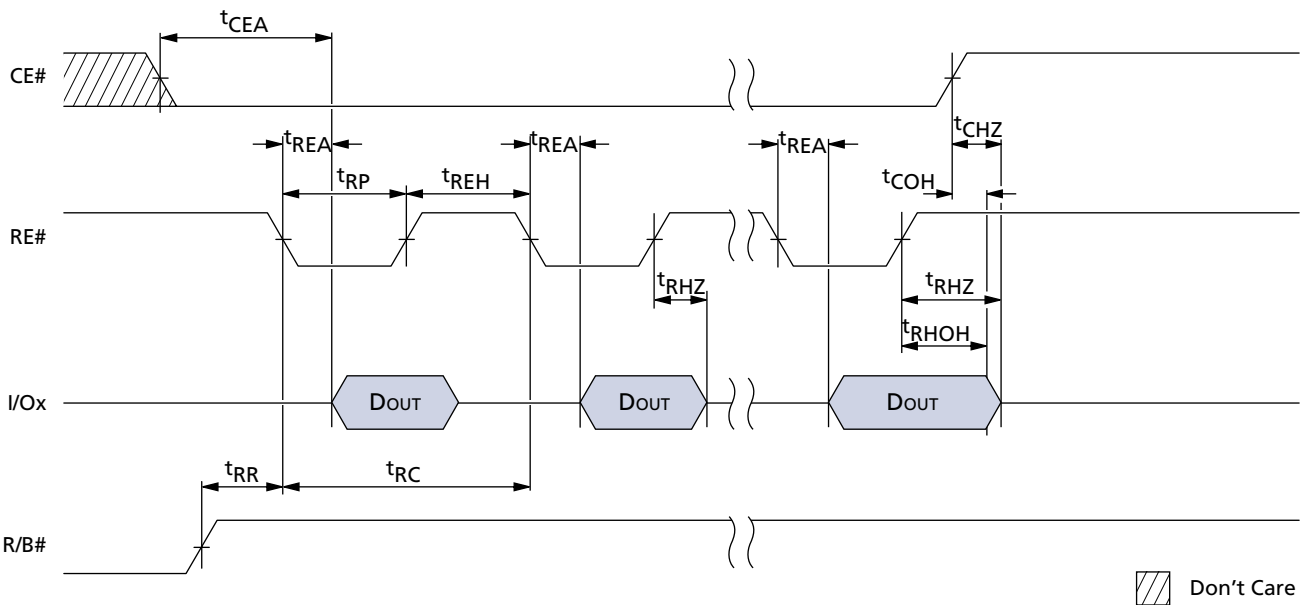 tCEA
CE#
tREA
tREA
tREA
tCHZ
tRP
tREH
tCOH
RE#
tRHZ
tRHZ
tRHOH
I/Ox
DOUT
DOUT
DOUT
tRR
tRC
R/B#
Don't Care